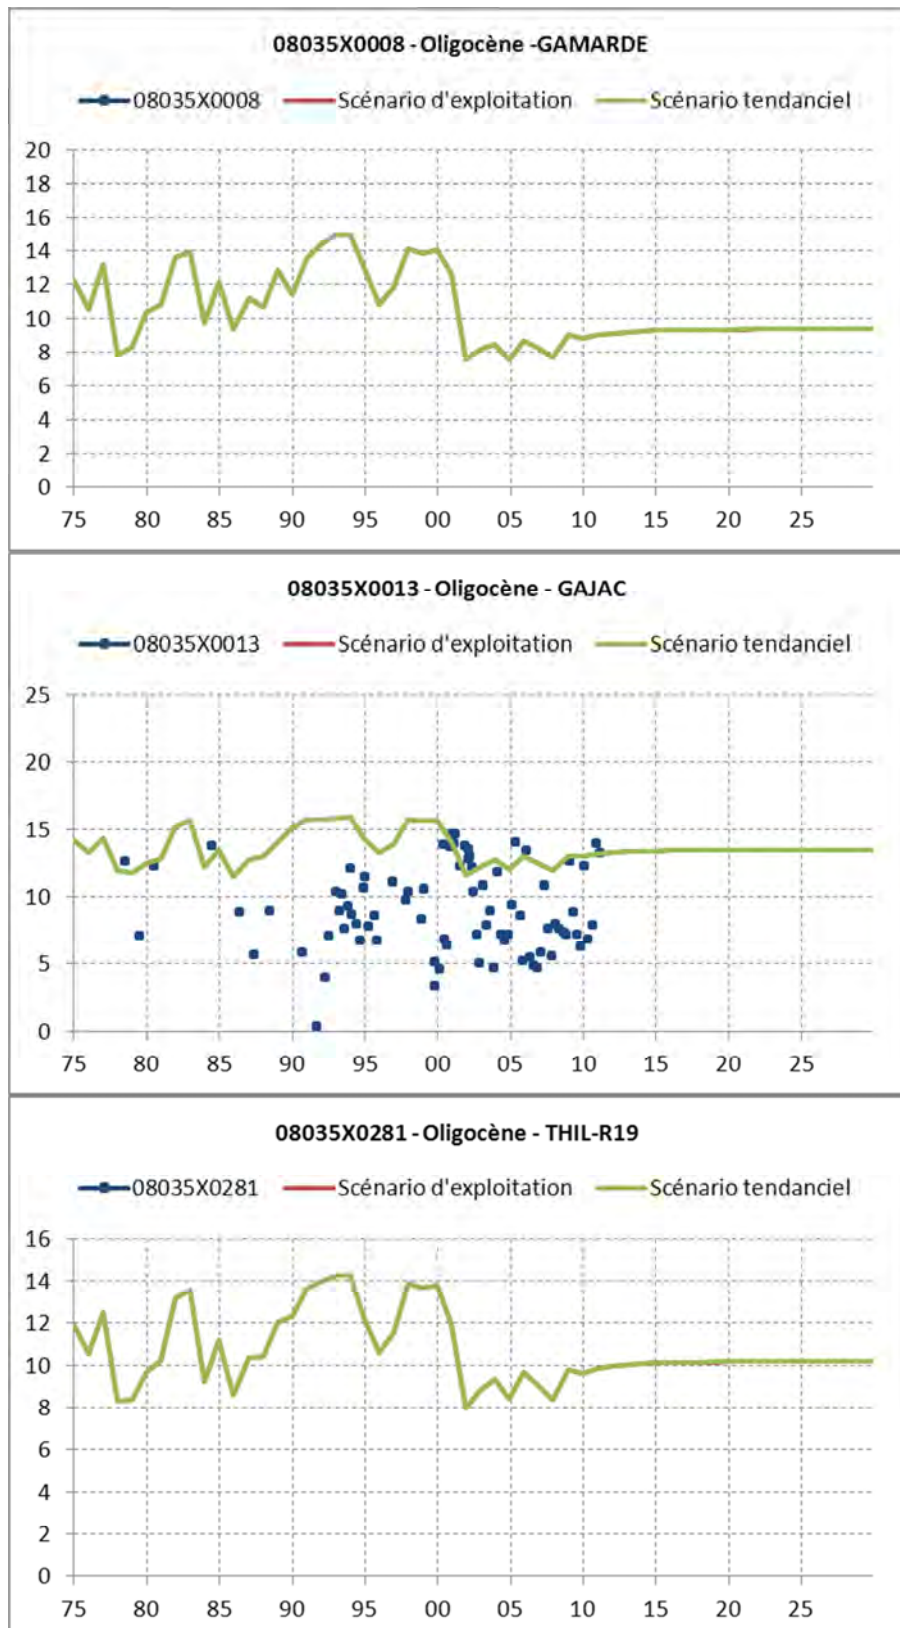 08035X0008 - Oligocène -GAMARDE
08035X0008 Scénario d'exploitation Scénario tendanciel
20
18
16
14
12
10
8
6
4
2
0
75 80 85 90 95 00 05 10 15 20 25
08035X0013 - Oligocène - GAJAC
08035X0013 Scénario d'exploitation Scénario tendanciel
25
20
15
10
5
0
75 80 85 90 95 00 05 10 15 20 25
08035X0281 - Oligocène - THIL-R19
08035X0281 Scénario d'exploitation Scénario tendanciel
16
14
12
10
8
6
4
2
0
75 80 85 90 95 00 05 10 15 20 25